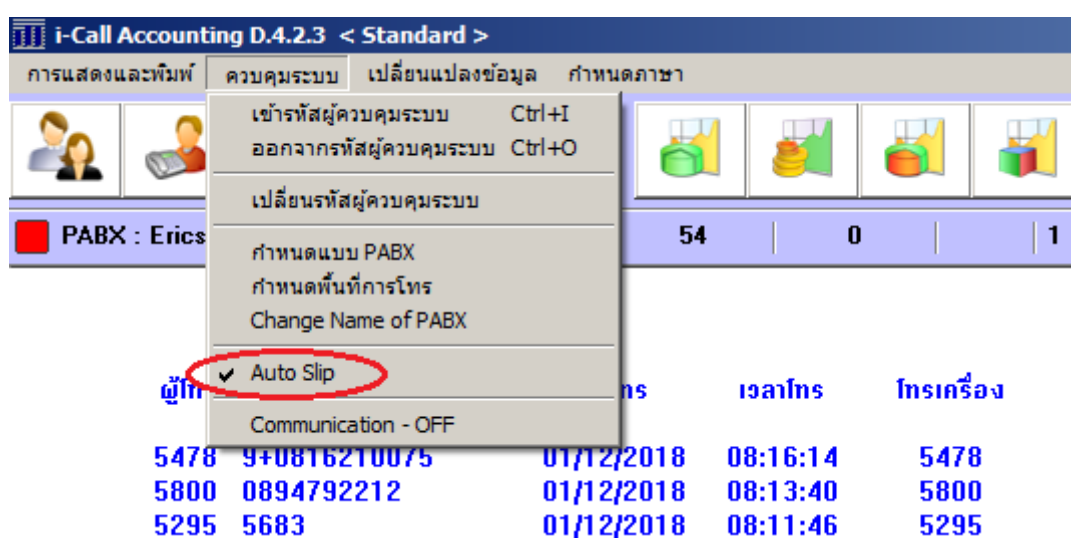 i-Call Accounting D.4.2.3 < Standard >
การแสดงและพิมพ์ ควบคุมระบบ เปลี่ยนแปลงข้อมูล กำหนดภาษา
เข้ารหัสผู้ควบคุมระบบ Ctrl+I
ออกจากรหัสผู้ควบคุมระบบ Ctrl+O
เปลี่ยนรหัสผู้ควบคุมระบบ
PABX : Erics 54 0 1
กำหนดแบบ PABX
กำหนดพื้นที่การโทร
Change Name of PABX
Auto Slip
เวลาโทร โทรเครื่อง
Communication - OFF
5478 9+0816210075 01/12/2018 08:16:14 5478
5800 0894792212 01/12/2018 08:13:40 5800
5295 5683 01/12/2018 08:11:46 5295